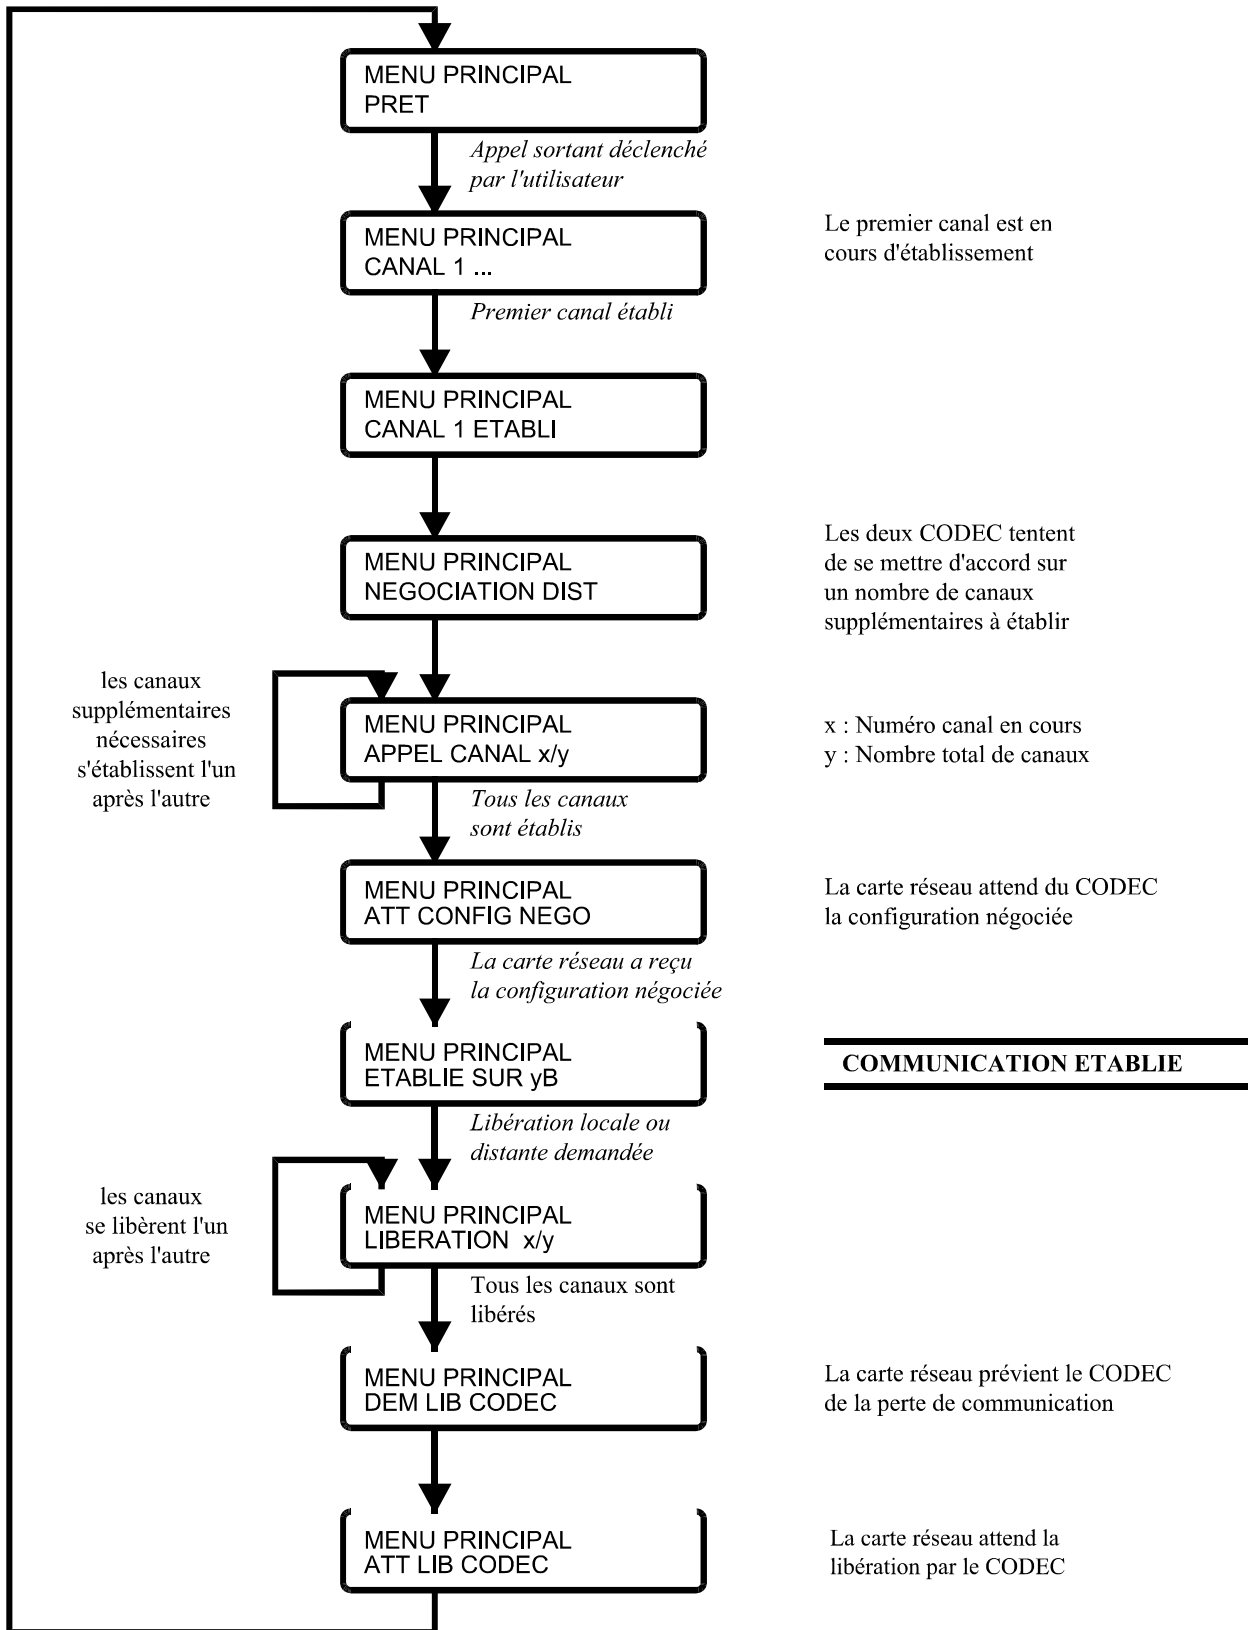 MENU PRINCIPAL
PRET
Appel sortant déclenché
par l'utilisateur
MENU PRINCIPAL
CANAL 1 ...
Le premier canal est en
cours d'établissement
Premier canal établi
MENU PRINCIPAL
CANAL 1 ETABLI
MENU PRINCIPAL
NEGOCIATION DIST
Les deux CODEC tentent
de se mettre d'accord sur
un nombre de canaux
supplémentaires à établir
les canaux
supplémentaires
nécessaires
s'établissent l'un
après l'autre
MENU PRINCIPAL
APPEL CANAL x/y
x : Numéro canal en cours
y : Nombre total de canaux
Tous les canaux
sont établis
MENU PRINCIPAL
ATT CONFIG NEGO
La carte réseau attend du CODEC
la configuration négociée
La carte réseau a reçu
la configuration négociée
MENU PRINCIPAL
ETABLIE SUR yB
COMMUNICATION ETABLIE
Libération locale ou
distante demandée
les canaux
se libèrent l'un
après l'autre
MENU PRINCIPAL
LIBERATION  x/y
Tous les canaux sont
libérés
MENU PRINCIPAL
DEM LIB CODEC
La carte réseau prévient le CODEC
de la perte de communication
MENU PRINCIPAL
ATT LIB CODEC
La carte réseau attend la
libération par le CODEC